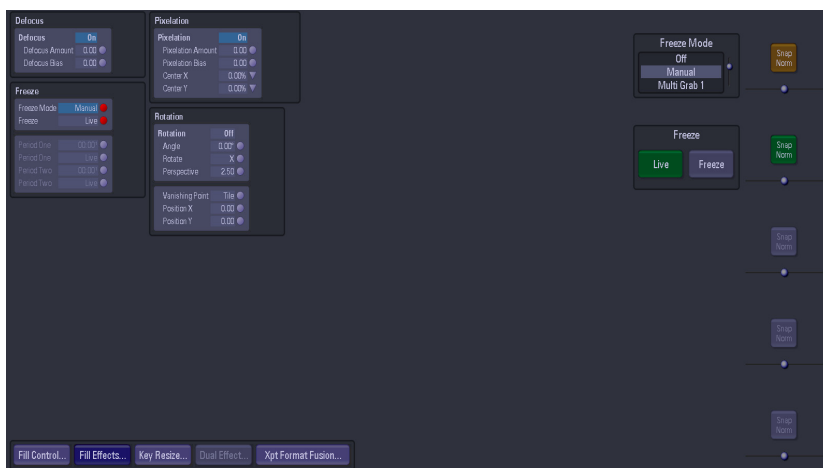 Defocus
Defocus On
Defocus Amount 0.00
Defocus Bias 0.00
Freeze
Freeze Mode Manual
Freeze Live
Period One 00:00!
Period One Live
Period Two 00:00!
Period Two Live
Pixelation
Pixelation On
Pixelation Amount 0.00
Pixelation Bias 0.00
Center X 0.00%
Center Y 0.00%
Rotation
Rotation Off
Angle 0.00°
Rotate X
Perspective 2.50
Vanishing Point Tile
Position X 0.00
Position Y 0.00
Freeze Mode
Off
Manual
Multi Grab 1
Freeze
Live Freeze
Snap
Norm
Snap
Norm
Snap
Norm
Snap
Norm
Snap
Norm
Fill Control... Fill Effects... Key Resize... Dual Effect... Xpt Format Fusion...